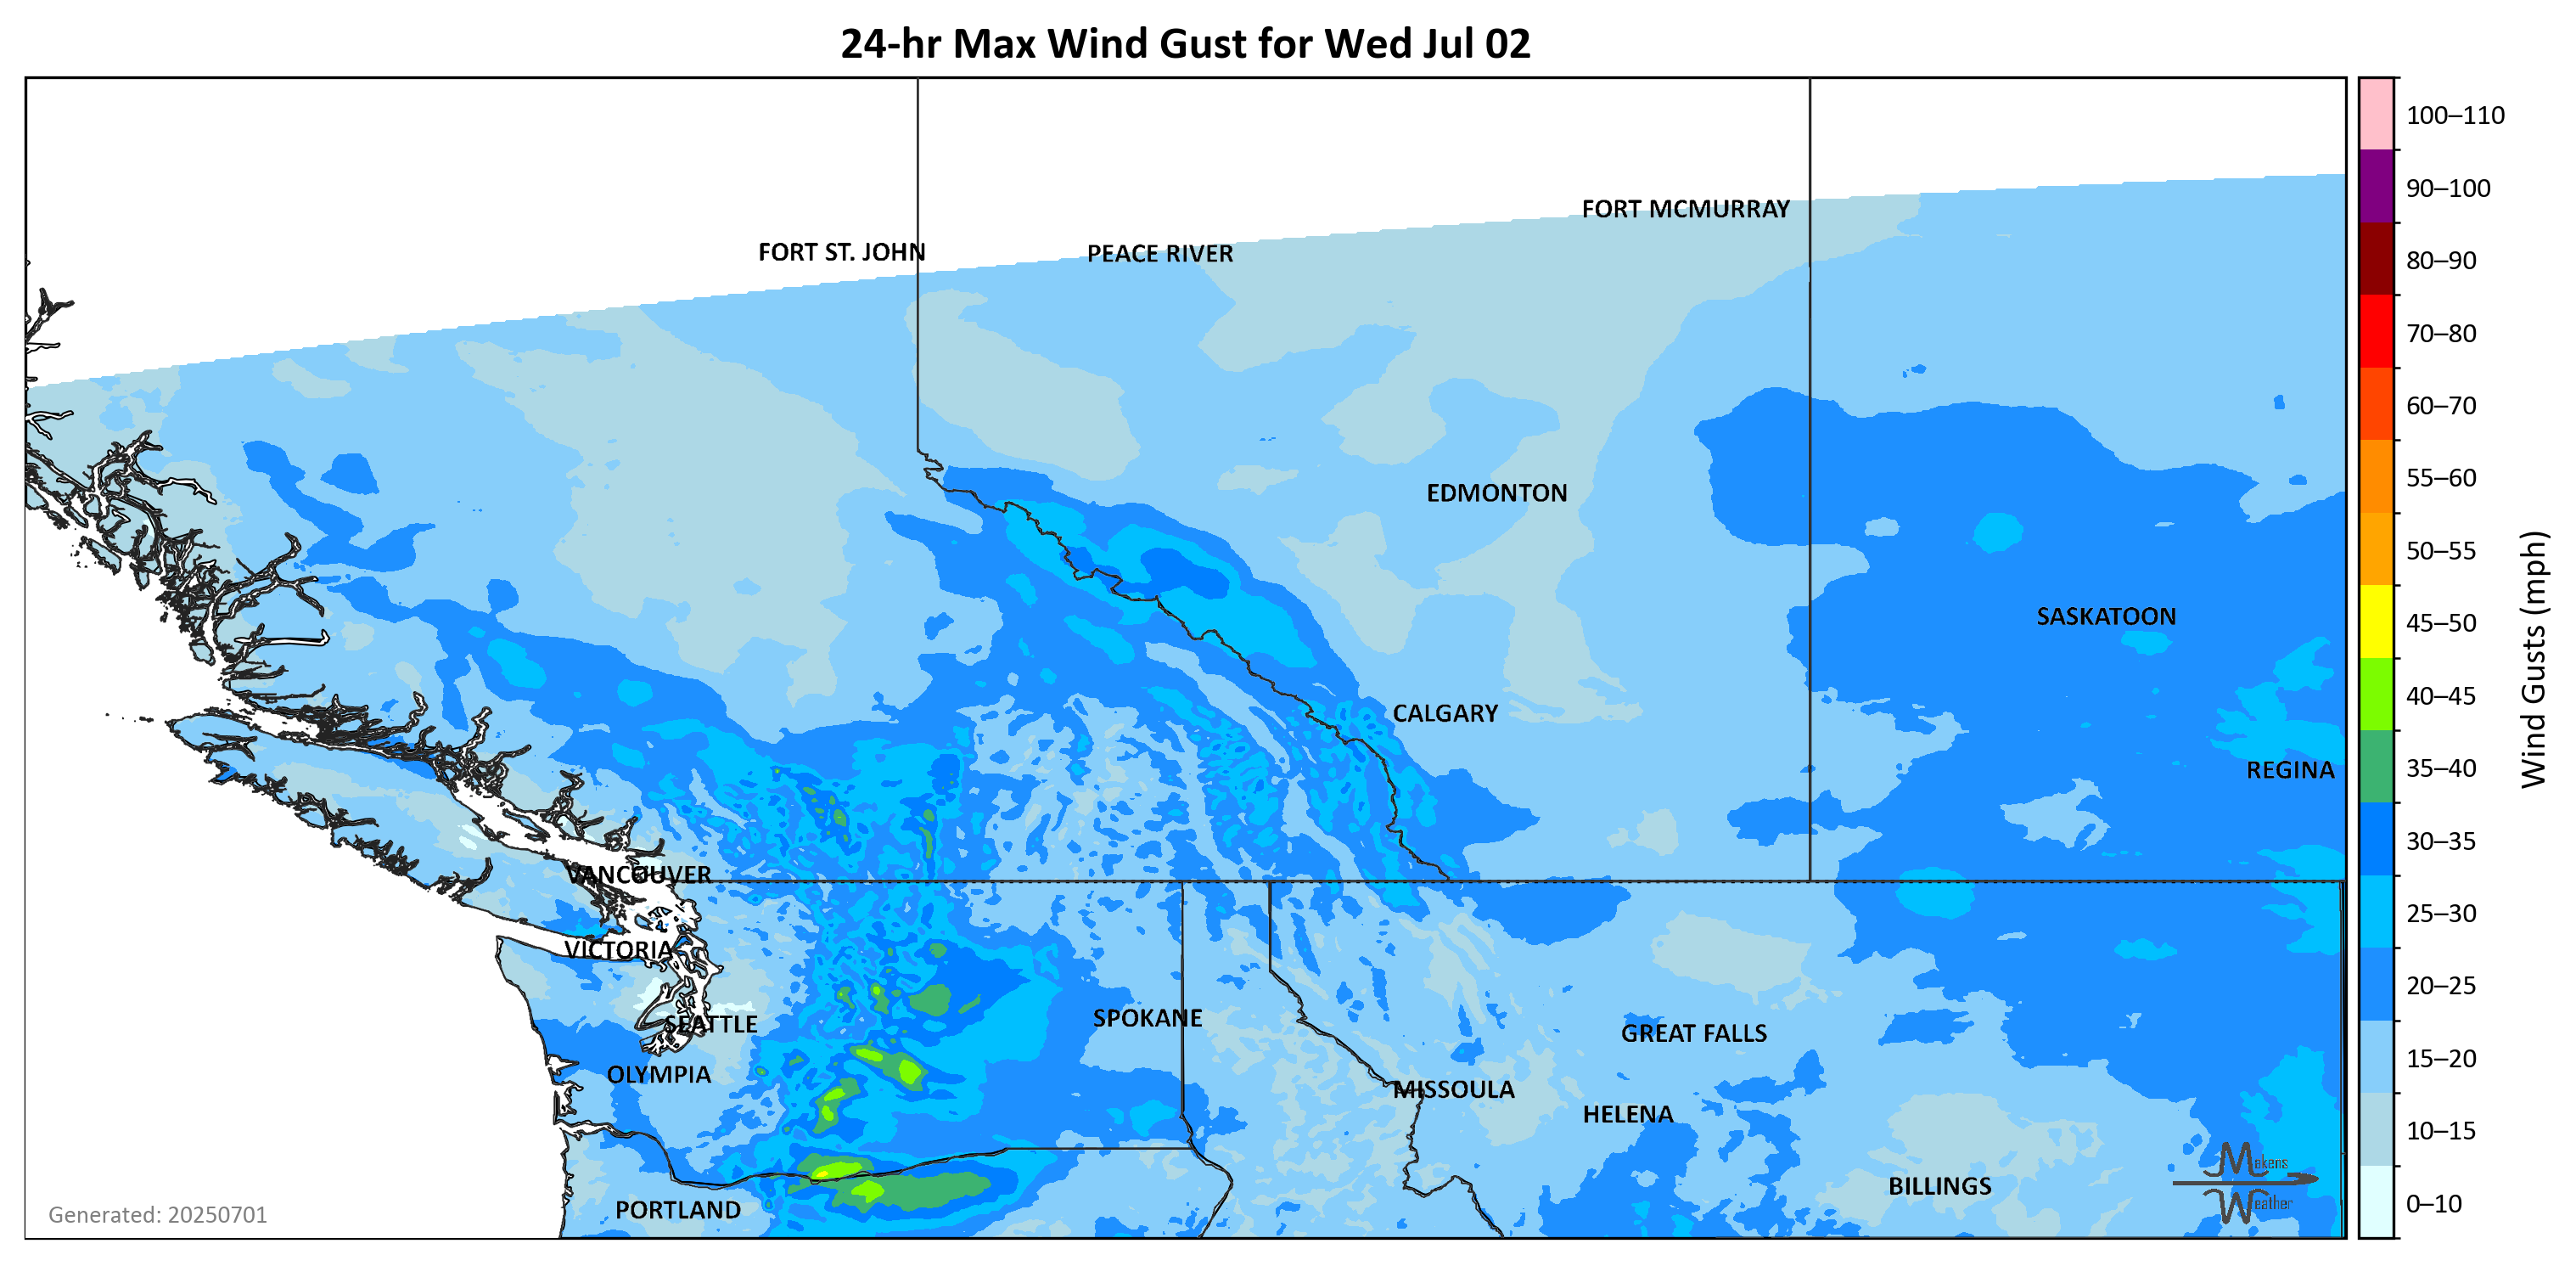 24-hr Max Wind Gust for Wed Jul 02
100–110
90–100
80–90
70–80
60–70
55–60
50–55
45–50
40–45
35–40
30–35
25–30
20–25
15–20
10–15
0–10
Wind Gusts (mph)
FORT MCMURRAY
FORT ST. JOHN
PEACE RIVER
EDMONTON
SASKATOON
CALGARY
REGINA
VANCOUVER
VICTORIA
SEATTLE
SPOKANE
GREAT FALLS
OLYMPIA
MISSOULA
HELENA
BILLINGS
PORTLAND
Makens
Weather
Generated: 20250701